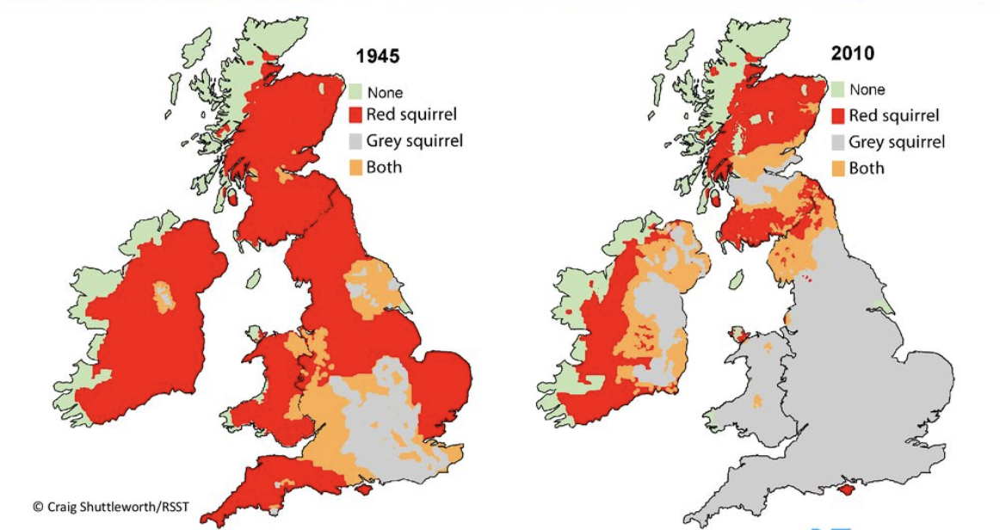 1945
None
Red squirrel
Grey squirrel
Both
2010
None
Red squirrel
Grey squirrel
Both
© Craig Shuttleworth/RSST